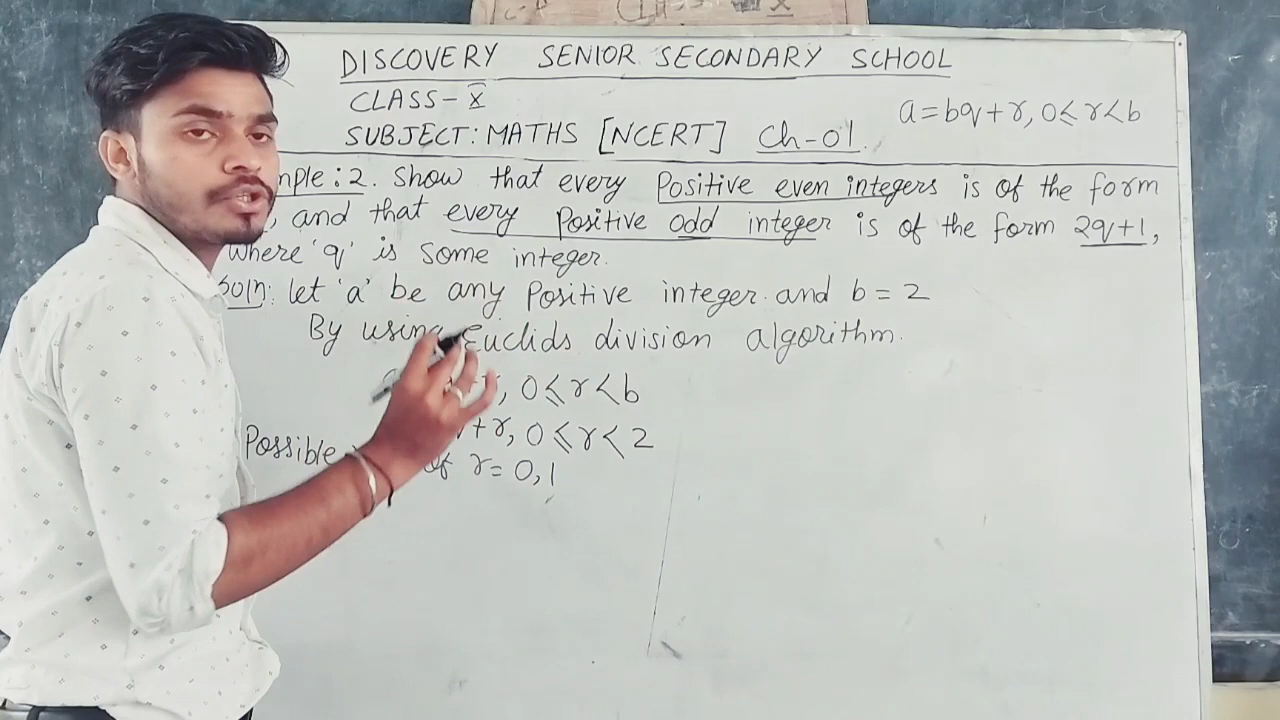 DISCOVERY SENIOR SECONDARY SCHOOL
CLASS - X
a=bq+r, 0≤r<b
SUBJECT: MATHS [NCERT] Ch-01.
mple: 2. Show that every Positive even integers is of the form
, and that every Positive odd integer is of the form 2q+1,
where 'q' is some integer.
Soln: let 'a' be any Positive integer. and b = 2
By using Euclids division algorithm.
r, 0≤r<b
+r, 0≤r<2
Possible of r= 0,1